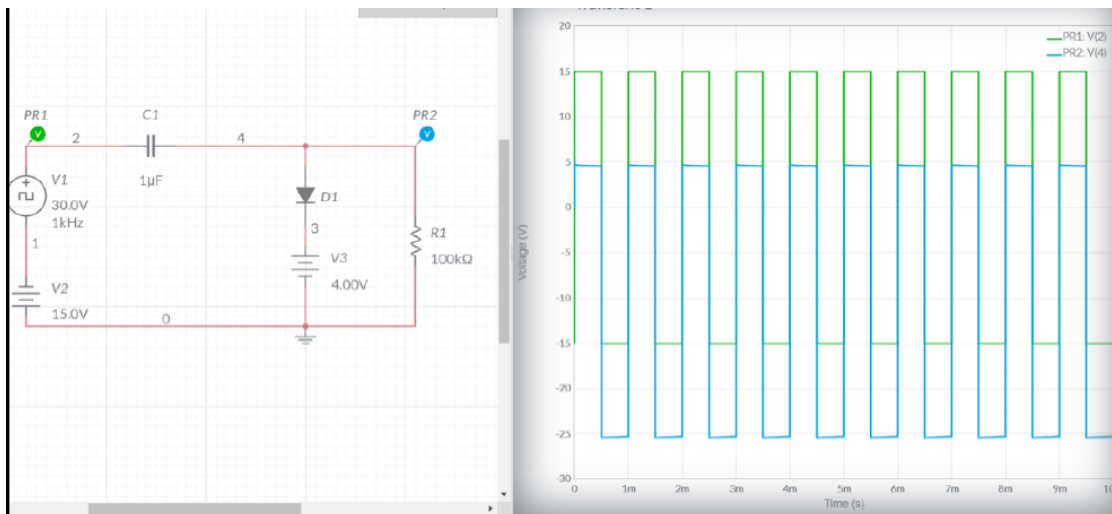 PR1
C1
PR2
2
4
V1
1µF
D1
30.0V
1kHz
3
R1
1
V3
100kΩ
V2
4.00V
15.0V
0
20
PR1: V(2)
PR2: V(4)
15
10
5
0
-5
-10
-15
-20
-25
-30
Voltage (V)
0
1m
2m
3m
4m
5m
6m
7m
8m
9m
Time (s)